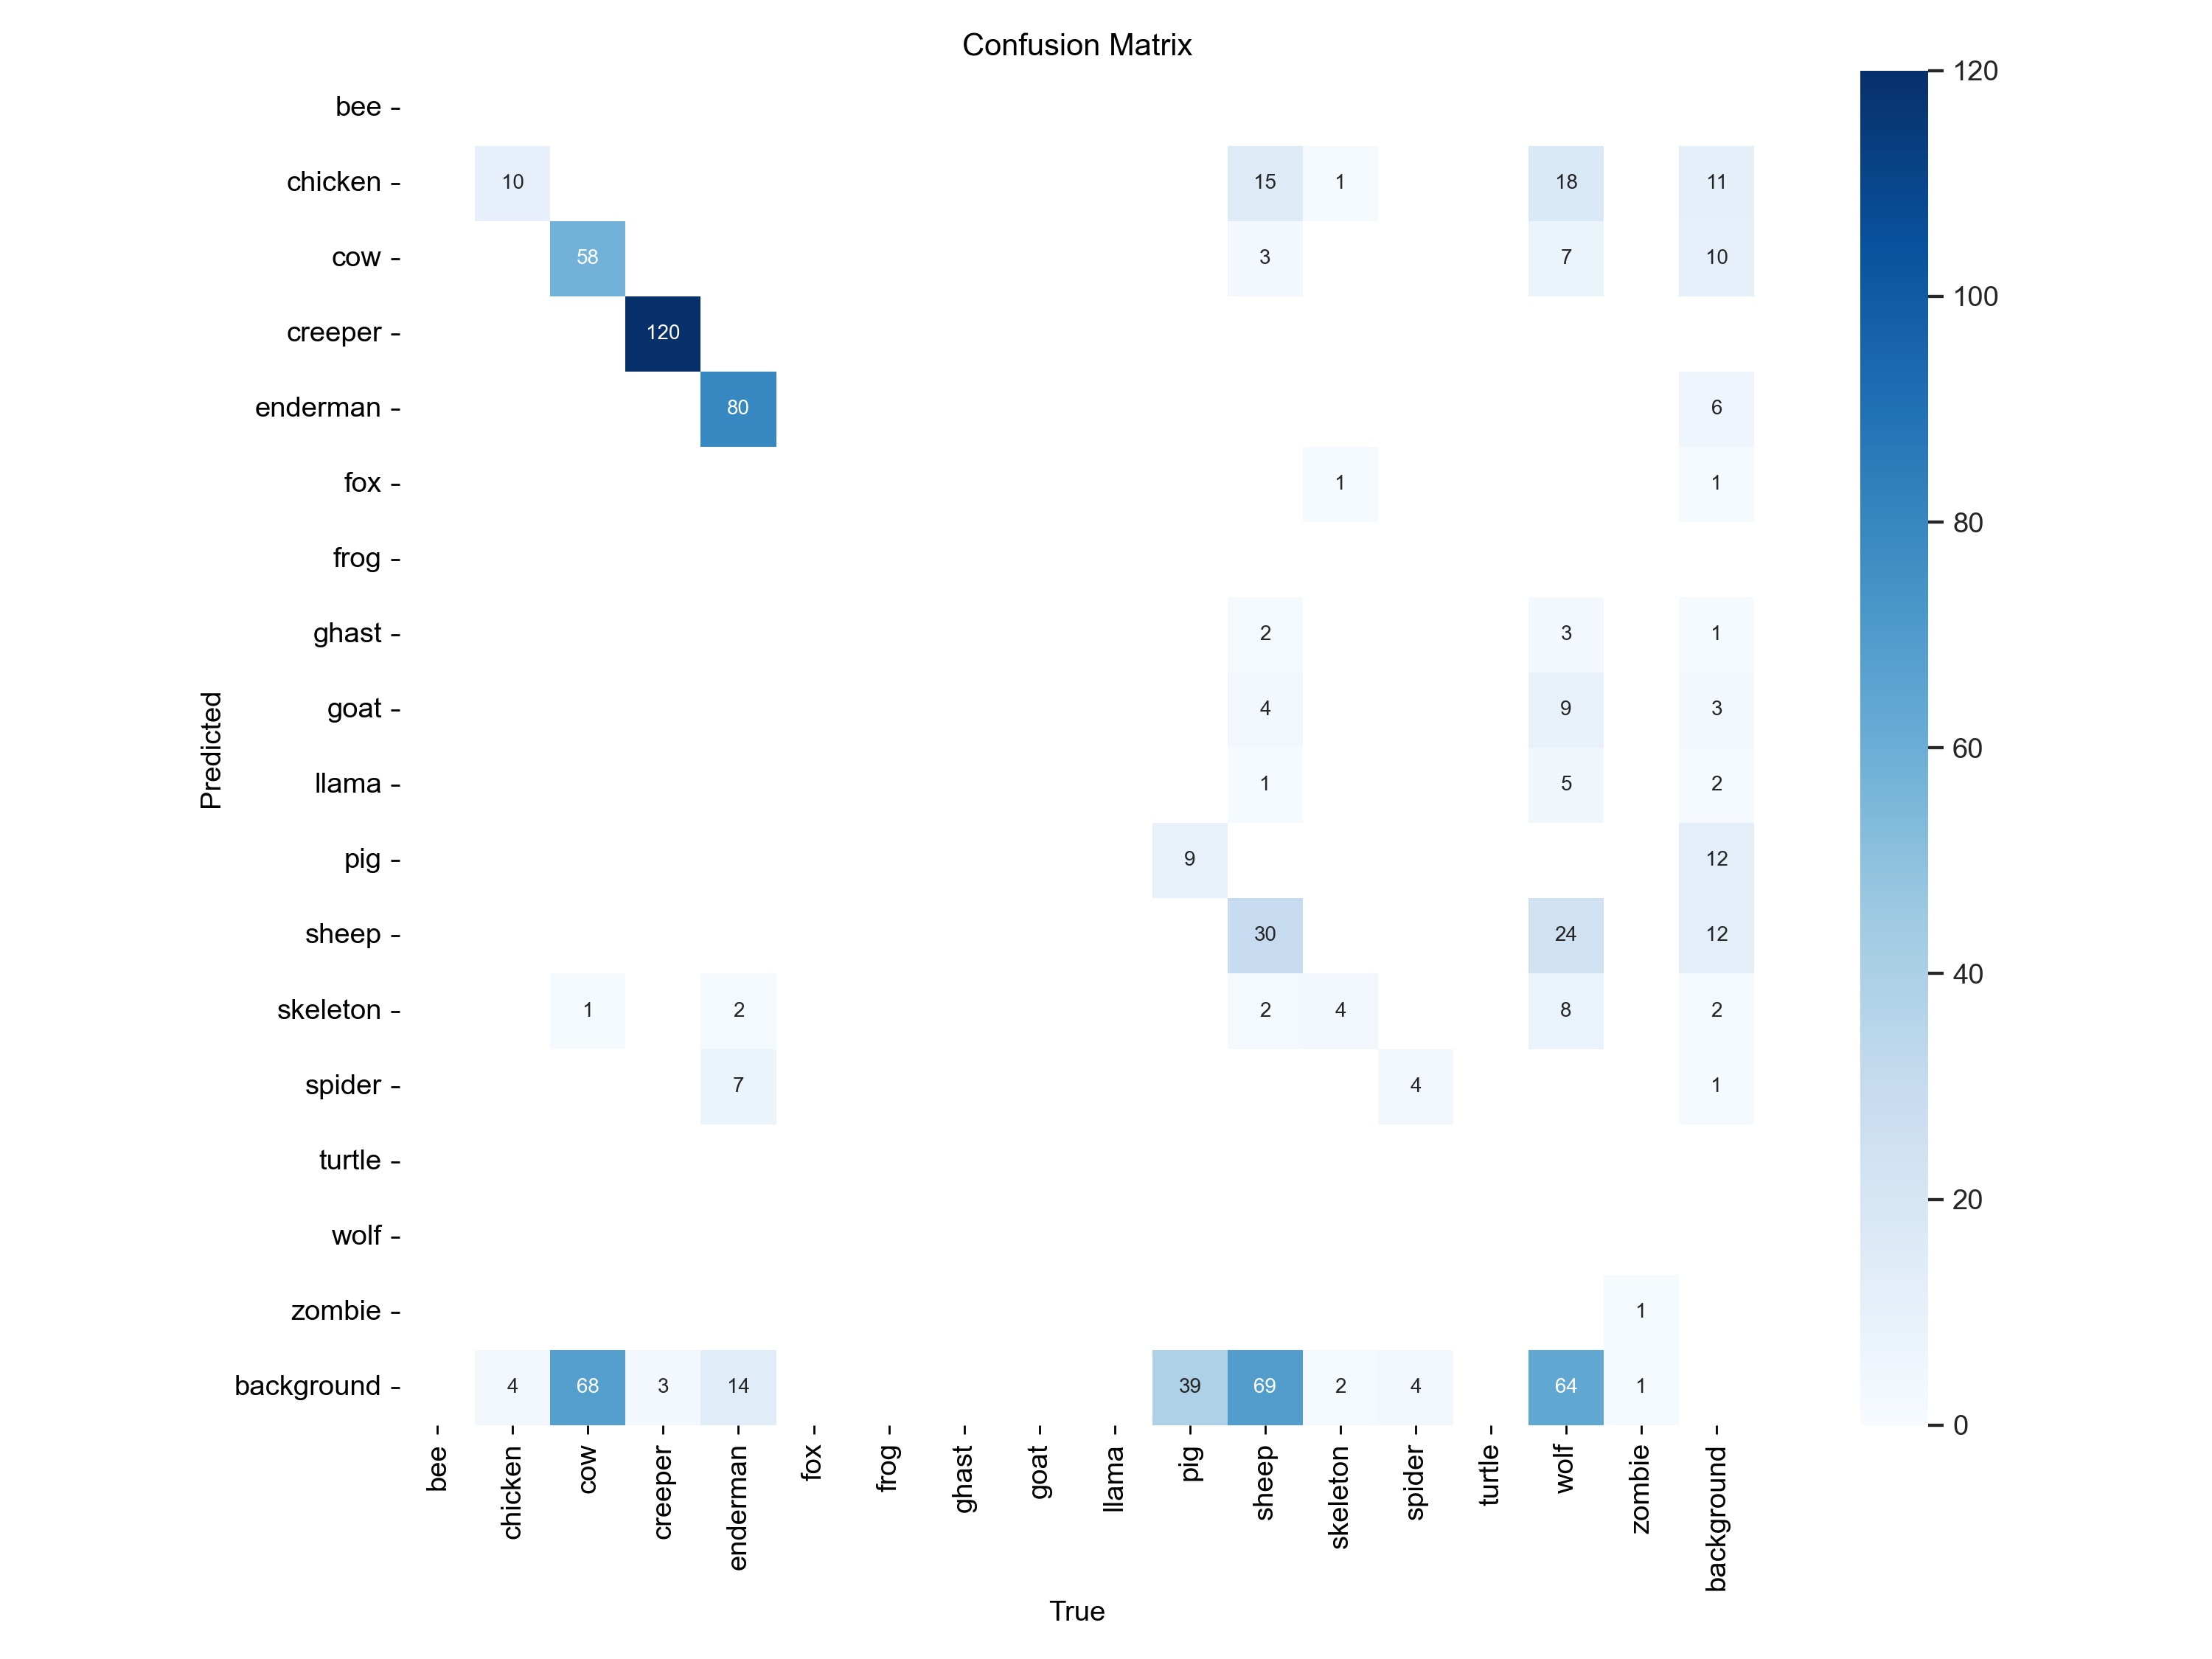 Confusion Matrix
bee
chicken 10 15 1 18 11
cow 58 3 7 10
creeper 120
enderman 80 6
fox 1 1
frog
ghast 2 3 1
goat 4 9 3
llama 1 5 2
pig 9 12
sheep 30 24 12
skeleton 1 2 2 4 8 2
spider 7 4 1
turtle
wolf
zombie 1
background 4 68 3 14 39 69 2 4 64 1
bee chicken cow creeper enderman fox frog ghast goat llama pig sheep skeleton spider turtle wolf zombie background
True
Predicted
120
100
80
60
40
20
0